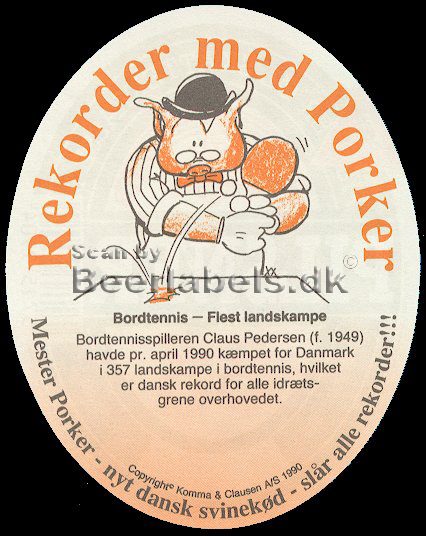 Rekorder med Porker
Scan by
Beerlabels.dk
©
Bordtennis – Flest landskampe
Bordtennisspilleren Claus Pedersen (f. 1949)
havde pr. april 1990 kæmpet for Danmark
i 357 landskampe i bordtennis, hvilket
er dansk rekord for alle idræts-
grene overhovedet.
Copyright© Komma & Clausen A/S 1990
Mester Porker - nyt dansk svinekød - slår alle rekorder!!!